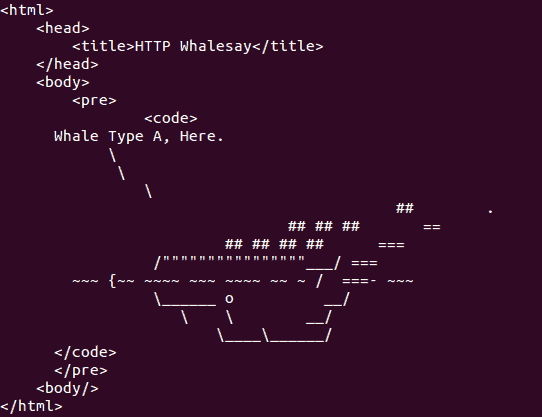 <html>
    <head>
        <title>HTTP Whalesay</title>
    </head>
    <body>
        <pre>
                <code>
      Whale Type A, Here.
            \
             \
                \
                                            ##        .
                                ## ## ##       ==
                         ## ## ## ##      ===
                 /""""""""""""""""___/ ===
        ~~~ {~~ ~~~~ ~~~ ~~~~ ~~ ~ /  ===- ~~~
                 \______ o          __/
                    \    \        __/
                        \____\______/
      </code>
      </pre>
    <body/>
</html>